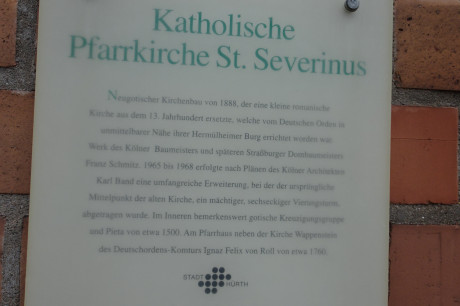 Katholische
Pfarrkirche St. Severinus
Neugotischer Kirchenbau von 1888, der eine kleine romanische
Kirche aus dem 13. Jahrhundert ersetzte, welche vom Deutschen Orden in
unmittelbarer Nähe ihrer Hermülheimer Burg errichtet worden war.
Werk des Kölner Baumeisters und späteren Straßburger Dombaumeisters
Franz Schmitz. 1965 bis 1968 erfolgte nach Plänen des Kölner Architekten
Karl Band eine umfangreiche Erweiterung, bei der der ursprüngliche
Mittelpunkt der alten Kirche, ein mächtiger, sechseckiger Vierungsturm,
abgetragen wurde. Im Inneren bemerkenswert gotische Kreuzigungsgruppe
und Pieta von etwa 1500. Am Pfarrhaus neben der Kirche Wappenstein
des Deutschordens-Komturs Ignaz Felix von Roll von etwa 1760.
STADT HÜRTH